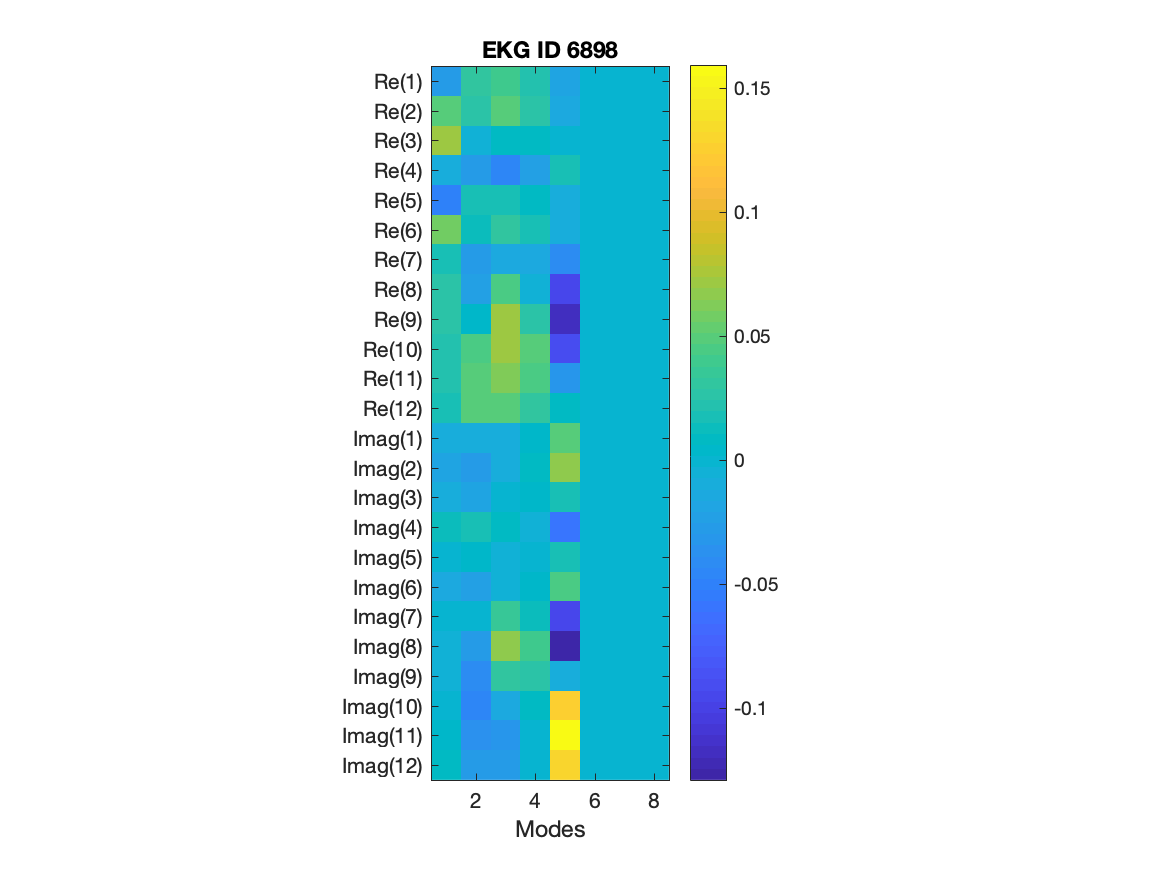 EKG ID 6898
Re(1)
Re(2)
Re(3)
Re(4)
Re(5)
Re(6)
Re(7)
Re(8)
Re(9)
Re(10)
Re(11)
Re(12)
Imag(1)
Imag(2)
Imag(3)
Imag(4)
Imag(5)
Imag(6)
Imag(7)
Imag(8)
Imag(9)
Imag(10)
Imag(11)
Imag(12)
2 4 6 8
Modes
0.15
0.1
0.05
0
-0.05
-0.1